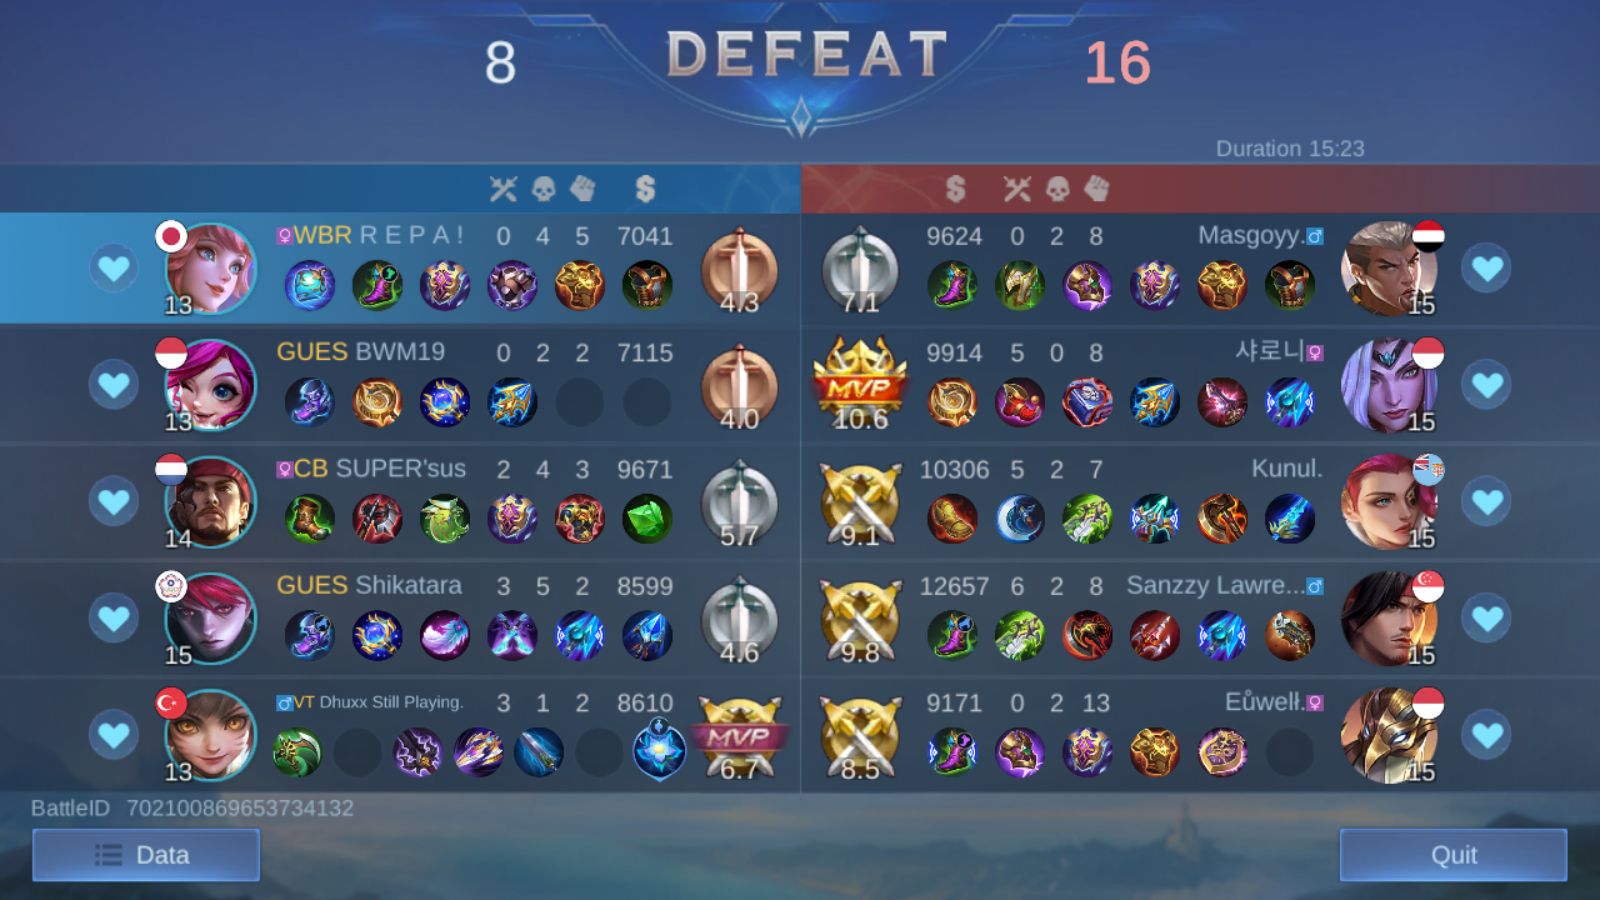 8 DEFEAT 16
Duration 15:23
WBR R E P A ! 0 4 5 7041 4.3 13
7.1 9624 0 2 8 Masgoyy. 15
GUES BWM19 0 2 2 7115 4.0 13
MVP 10.6 9914 5 0 8 샤로니 15
CB SUPER'sus 2 4 3 9671 5.7 14
9.1 10306 5 2 7 Kunul. 15
GUES Shikatara 3 5 2 8599 4.6 15
9.8 12657 6 2 8 Sanzzy Lawre... 15
VT Dhuxx Still Playing. 3 1 2 8610 MVP 6.7 13
8.5 9171 0 2 13 Eůwelł. 15
BattleID 702100869653734132
Data
Quit